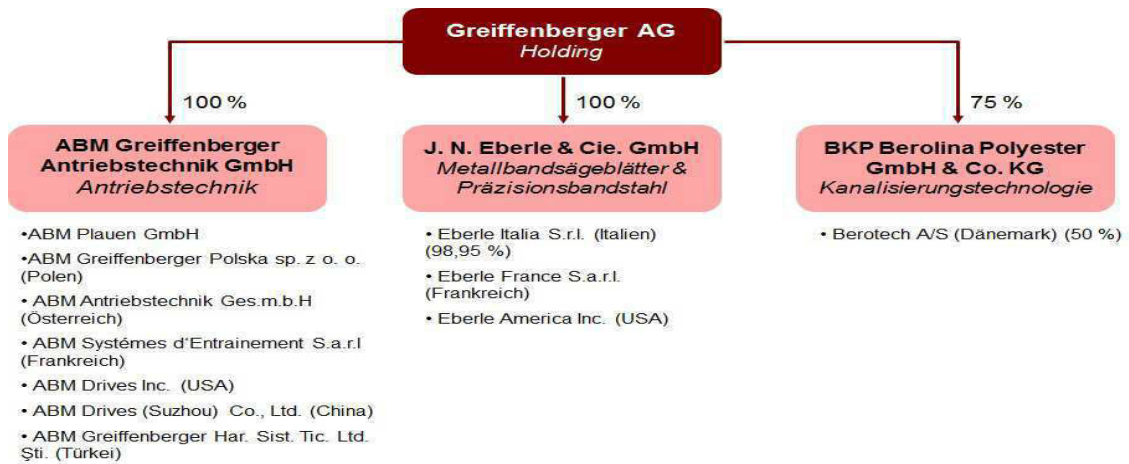 Greiffenberger AG
Holding
100 %
100 %
75 %
ABM Greiffenberger
Antriebstechnik GmbH
Antriebstechnik
J. N. Eberle & Cie. GmbH
Metallbandsägeblätter &
Präzisionsbandstahl
BKP Berolina Polyester
GmbH & Co. KG
Kanalisierungstechnologie
•ABM Plauen GmbH
•ABM Greiffenberger Polska sp. z o. o.
(Polen)
• ABM Antriebstechnik Ges.m.b.H
(Österreich)
• ABM Systémes d'Entrainement S.a.r.l
(Frankreich)
• ABM Drives Inc. (USA)
• ABM Drives (Suzhou) Co., Ltd. (China)
• ABM Greiffenberger Har. Sist. Tic. Ltd.
Şti. (Türkei)
• Eberle Italia S.r.l. (Italien)
(98,95 %)
• Eberle France S.a.r.l.
(Frankreich)
• Eberle America Inc. (USA)
• Berotech A/S (Dänemark) (50 %)